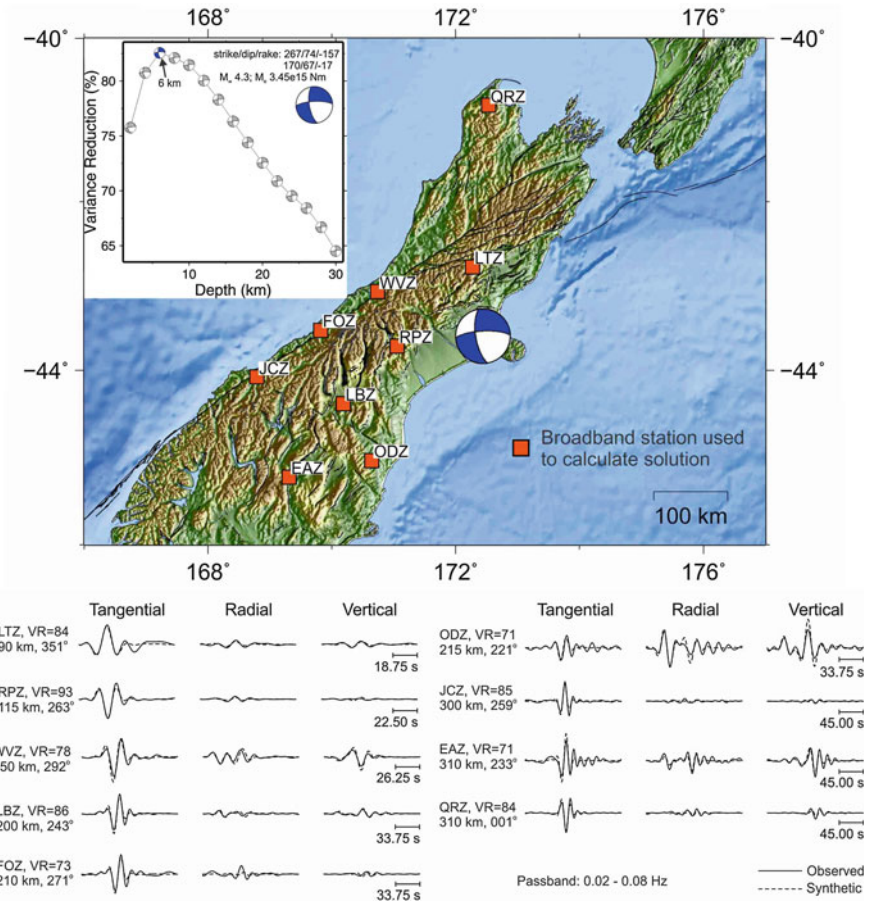 168° 172° 176°
-40° -40°
strike/dip/rake: 267/74/-157
170/67/-17
Mw 4.3; Mo 3.45e15 Nm
6 km
Variance Reduction (%)
80
75
70
65
10 20 30
Depth (km)
QRZ
LTZ
WVZ
FOZ
RPZ
JCZ
LBZ
ODZ
EAZ
-44° -44°
Broadband station used
to calculate solution
100 km
168° 172° 176°
Tangential Radial Vertical
LTZ, VR=84
90 km, 351°
18.75 s
RPZ, VR=93
115 km, 263°
22.50 s
WVZ, VR=78
50 km, 292°
26.25 s
LBZ, VR=86
200 km, 243°
33.75 s
FOZ, VR=73
210 km, 271°
33.75 s
Tangential Radial Vertical
ODZ, VR=71
215 km, 221°
33.75 s
JCZ, VR=85
300 km, 259°
45.00 s
EAZ, VR=71
310 km, 233°
45.00 s
QRZ, VR=84
310 km, 001°
45.00 s
Passband: 0.02 - 0.08 Hz
Observed
Synthetic